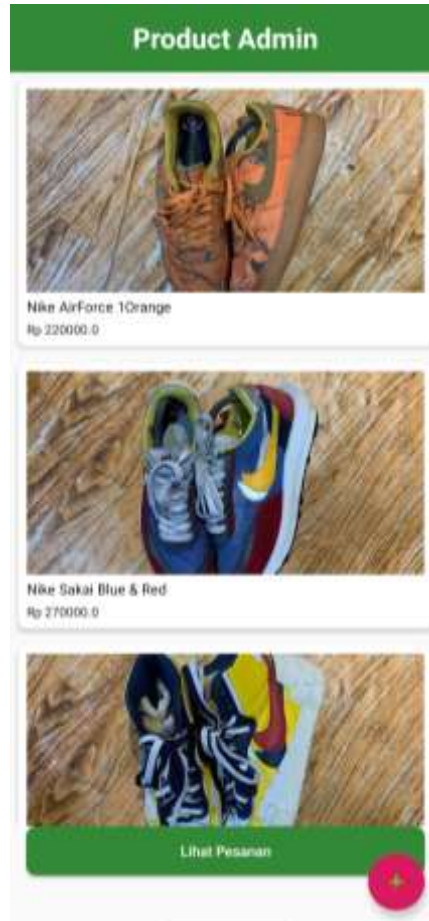 Product Admin
Nike AirForce 1Orange
Rp 220000.0
Nike Sakai Blue & Red
Rp 270000.0
Lihat Pesanan
+